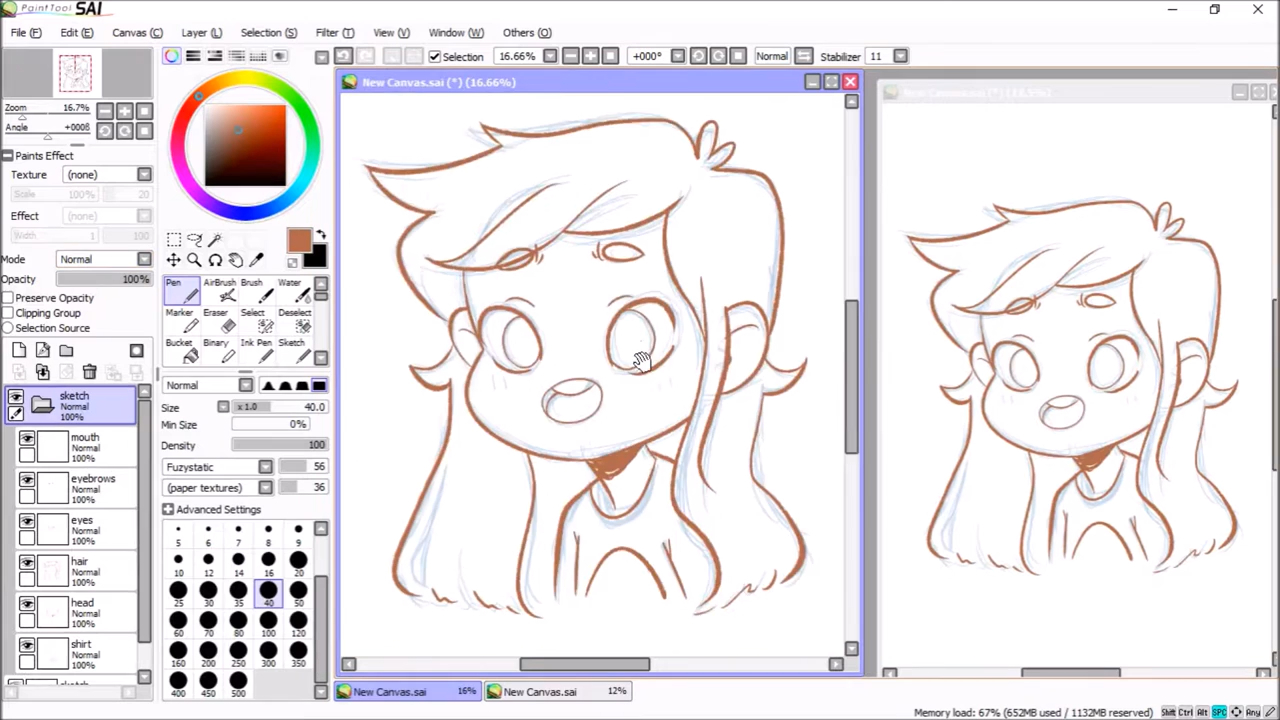 PaintTool SAI
File (F) Edit (E) Canvas (C) Layer (L) Selection (S) Filter (T) View (V) Window (W) Others (O)
Selection 16.66% +000° Normal Stabilizer 11
New Canvas.sai (*) (16.66%)
Zoom 16.7%
Angle +000θ
Paints Effect
Texture (none)
Scale 100% 20
Effect (none)
Width 1 100
Mode Normal
Opacity 100%
Preserve Opacity
Clipping Group
Selection Source
sketch
Normal
100%
mouth
Normal
100%
eyebrows
Normal
100%
eyes
Normal
100%
hair
Normal
100%
head
Normal
100%
shirt
Normal
100%
Pen AirBrush Brush Water
Marker Eraser Select Deselect
Bucket Binary Ink Pen Sketch
Normal
Size x 1.0 40.0
Min Size 0%
Density 100
Fuzystatic 56
(paper textures) 36
Advanced Settings
5 6 7 8 9
10 12 14 16 20
25 30 35 40 50
60 70 80 100 120
160 200 250 300 350
400 450 500
New Canvas.sai 16% New Canvas.sai 12%
Memory load: 67% (652MB used / 1132MB reserved) Shift Ctrl Alt SPC Any